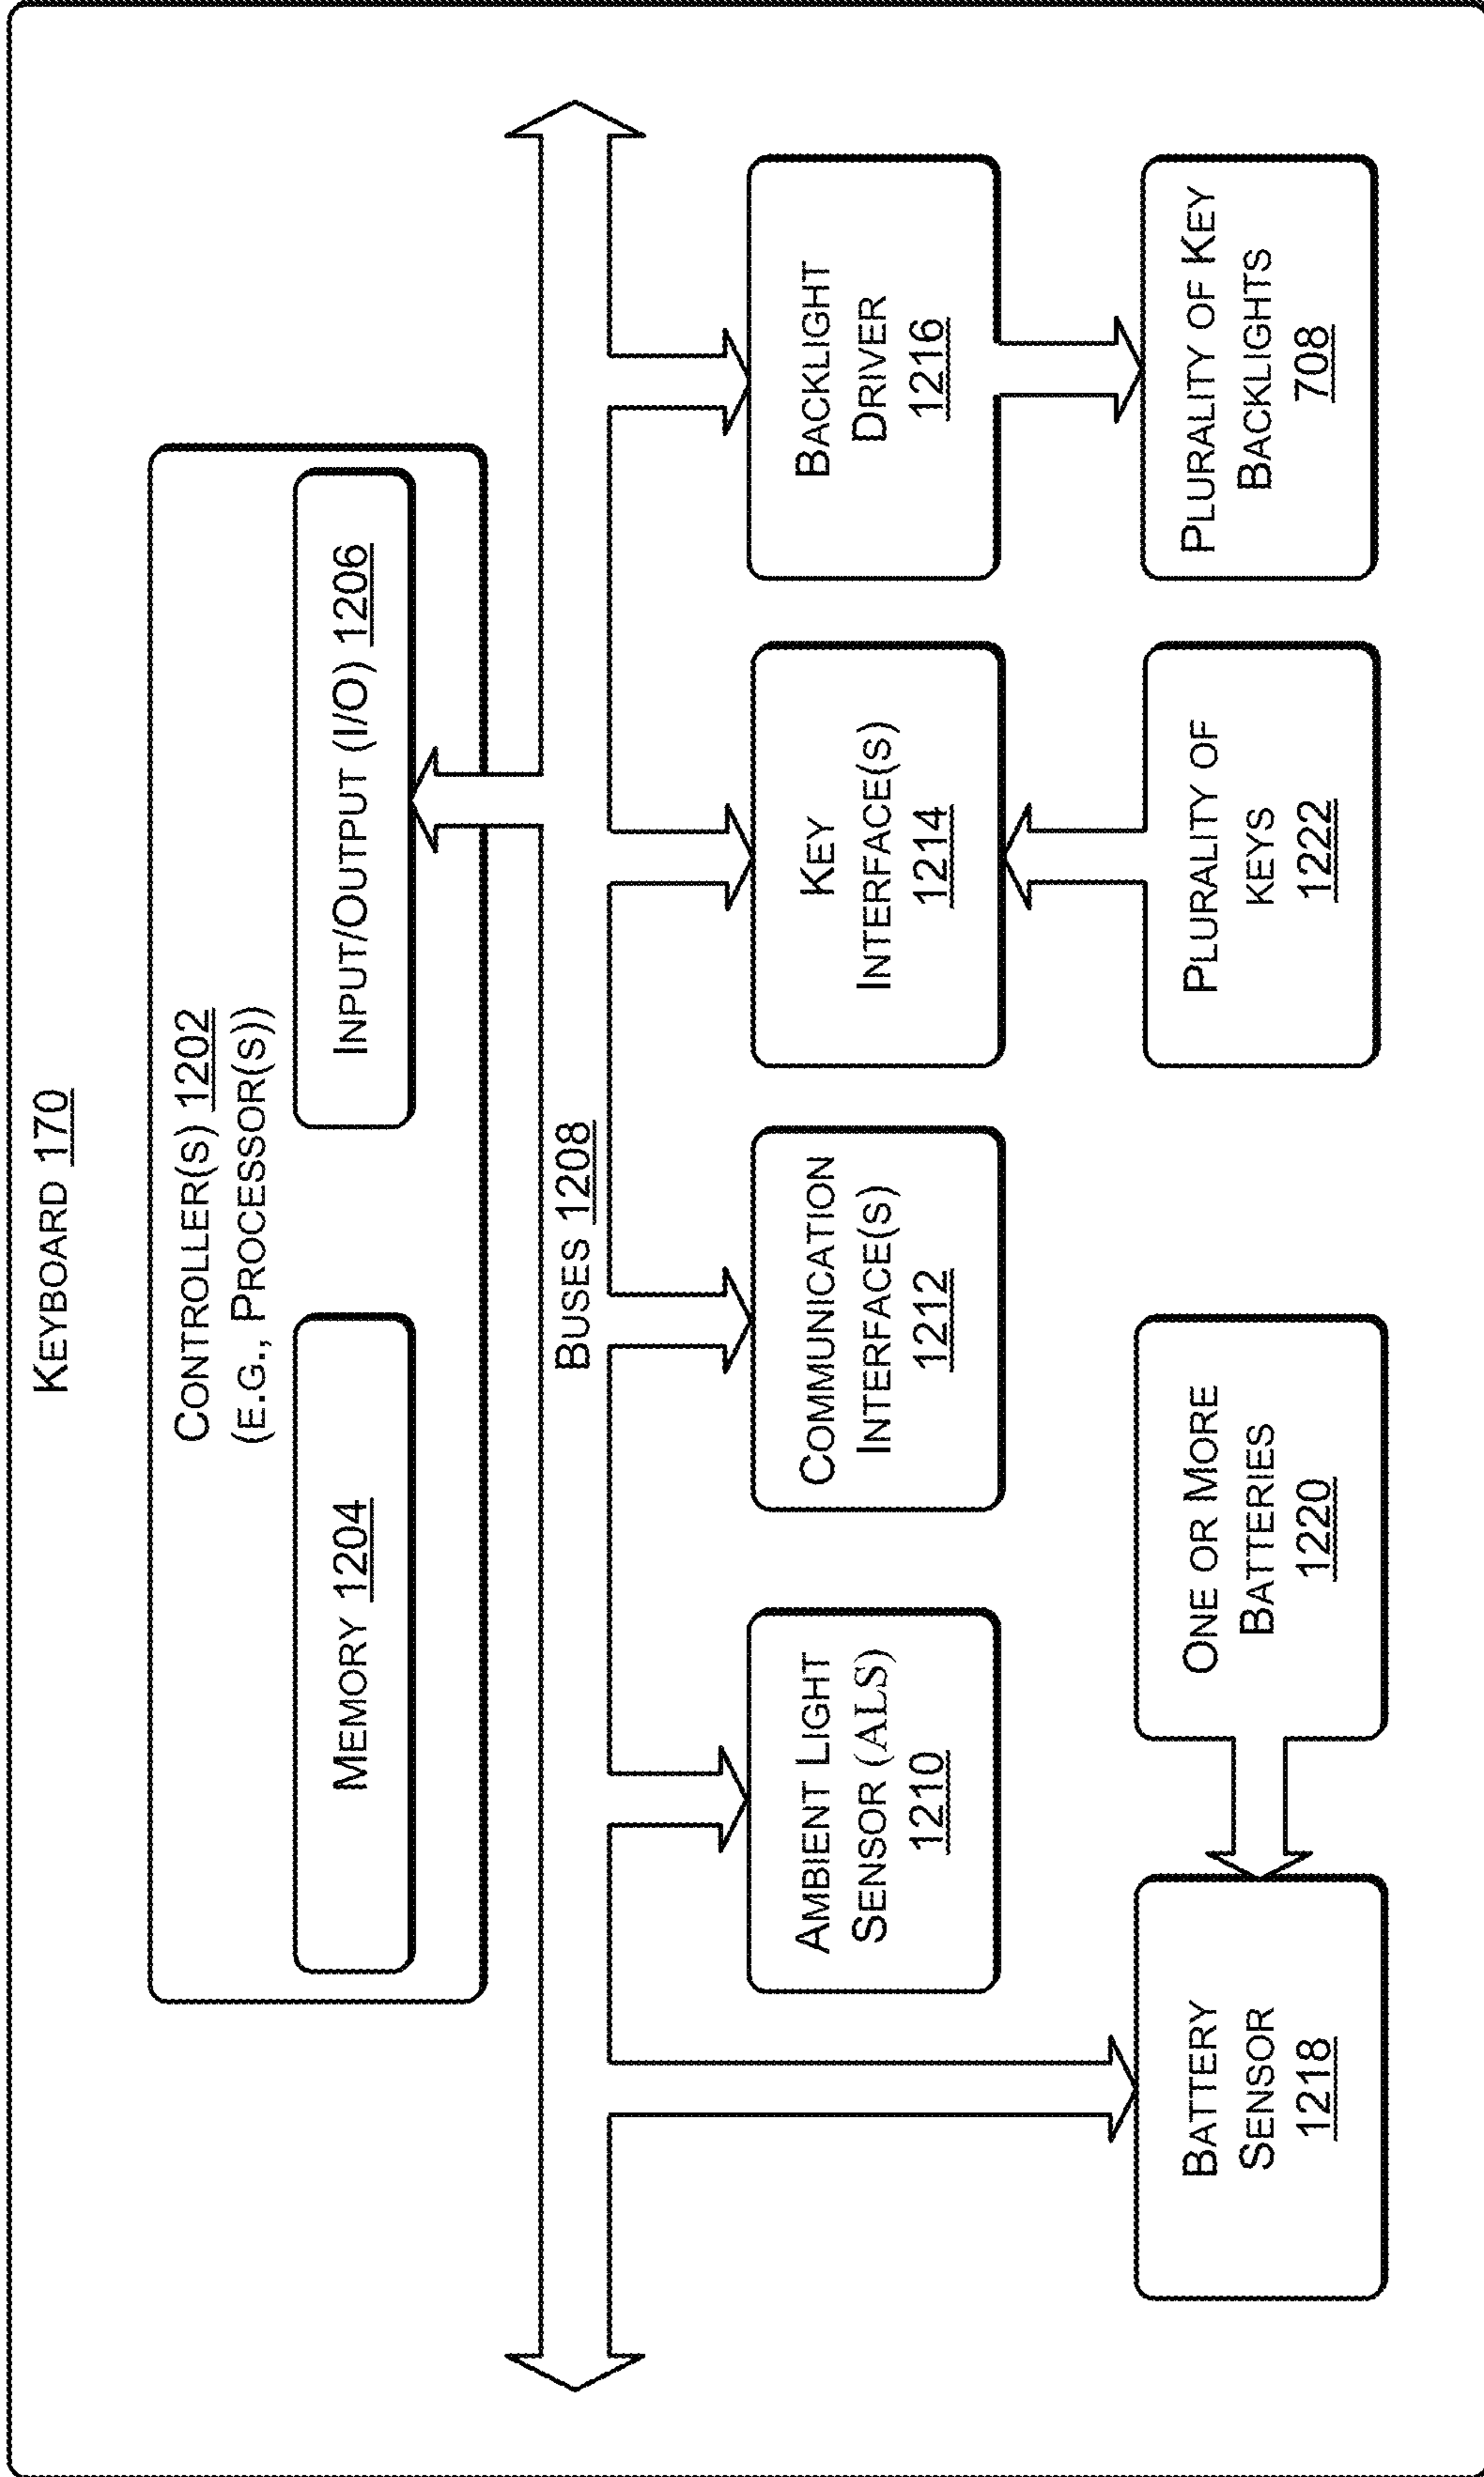 KEYBOARD 170
CONTROLLER(S) 1202
(E.G., PROCESSOR(S))
MEMORY 1204
INPUT/OUTPUT (I/O) 1206
BUSES 1208
AMBIENT LIGHT
SENSOR (ALS)
1210
COMMUNICATION
INTERFACE(S)
1212
KEY
INTERFACE(S)
1214
BACKLIGHT
DRIVER
1216
BATTERY
SENSOR
1218
ONE OR MORE
BATTERIES
1220
PLURALITY OF
KEYS
1222
PLURALITY OF KEY
BACKLIGHTS
708